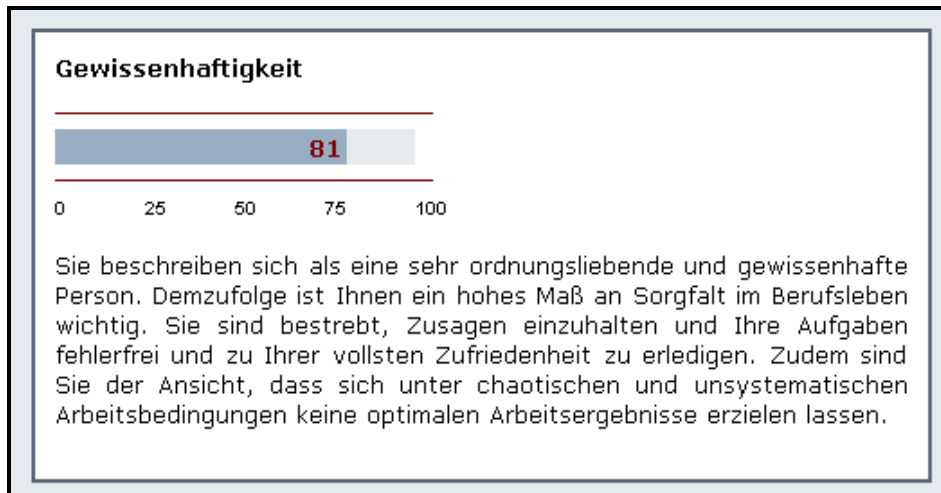 Gewissenhaftigkeit
81
0 25 50 75 100
Sie beschreiben sich als eine sehr ordnungsliebende und gewissenhafte
Person. Demzufolge ist Ihnen ein hohes Maß an Sorgfalt im Berufsleben
wichtig. Sie sind bestrebt, Zusagen einzuhalten und Ihre Aufgaben
fehlerfrei und zu Ihrer vollsten Zufriedenheit zu erledigen. Zudem sind
Sie der Ansicht, dass sich unter chaotischen und unsystematischen
Arbeitsbedingungen keine optimalen Arbeitsergebnisse erzielen lassen.